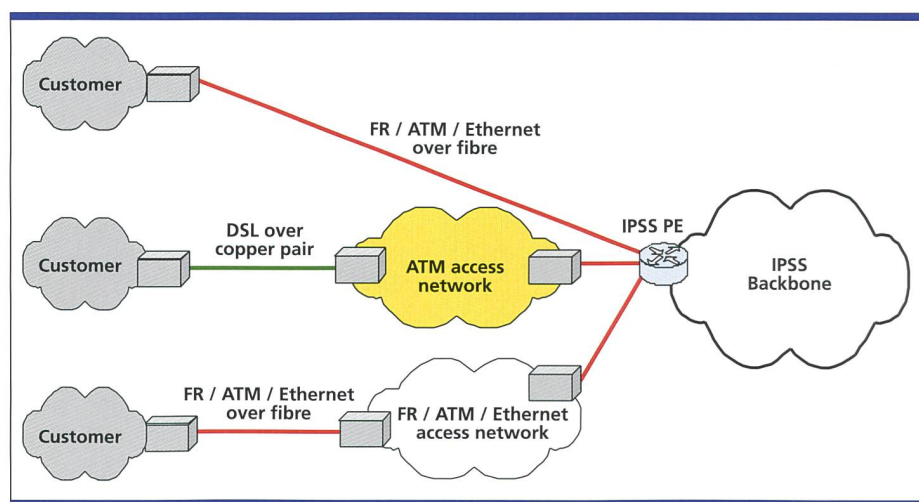 Customer
FR / ATM / Ethernet
over fibre
DSL over
copper pair
IPSS PE
Customer
ATM access
network
IPSS
Backbone
FR / ATM / Ethernet
over fibre
Customer
FR / ATM / Ethernet
access network